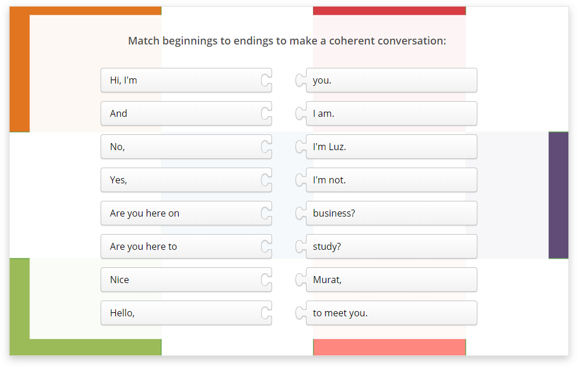 Match beginnings to endings to make a coherent conversation:
Hi, I'm you.
And I am.
No, I'm Luz.
Yes, I'm not.
Are you here on business?
Are you here to study?
Nice Murat,
Hello, to meet you.